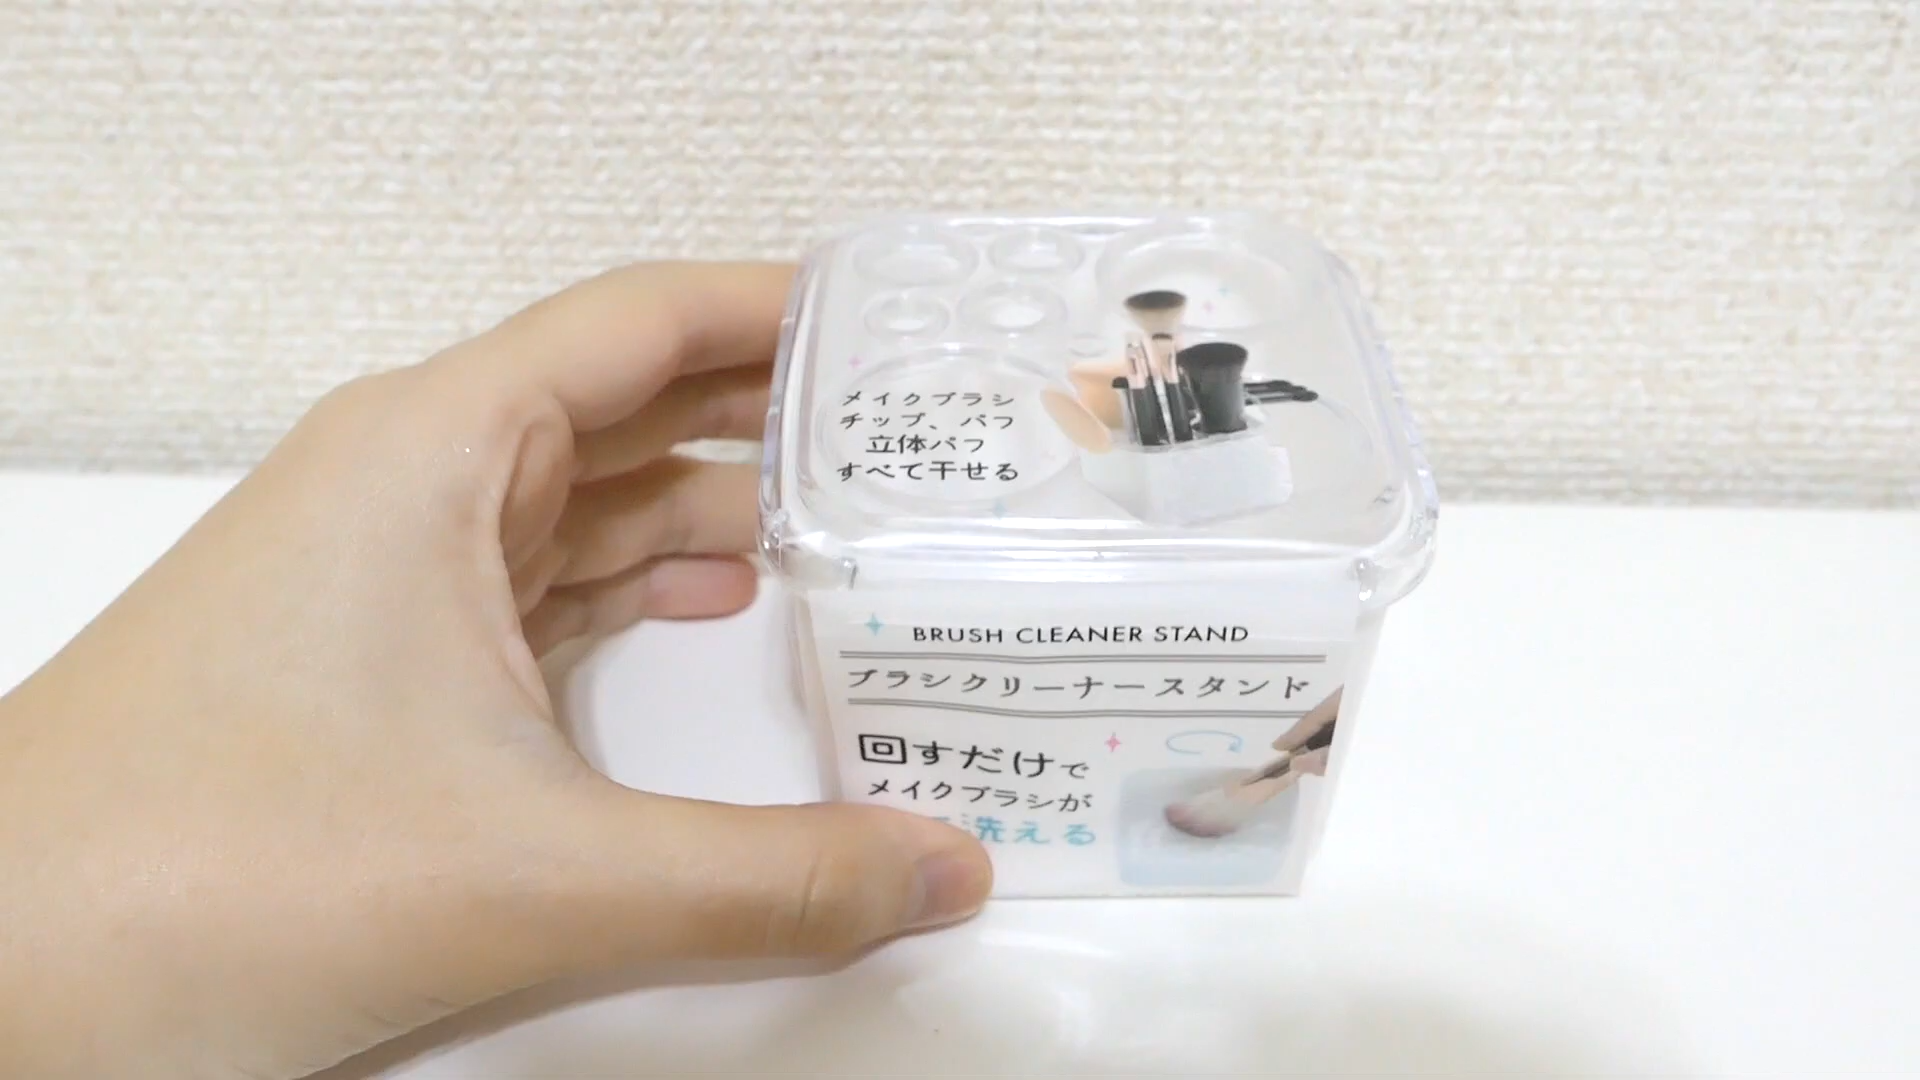 メイクブラシ
チップ、パフ
立体パフ
すべて干せる
BRUSH CLEANER STAND
ブラシクリーナースタンド
回すだけで
メイクブラシが
洗える